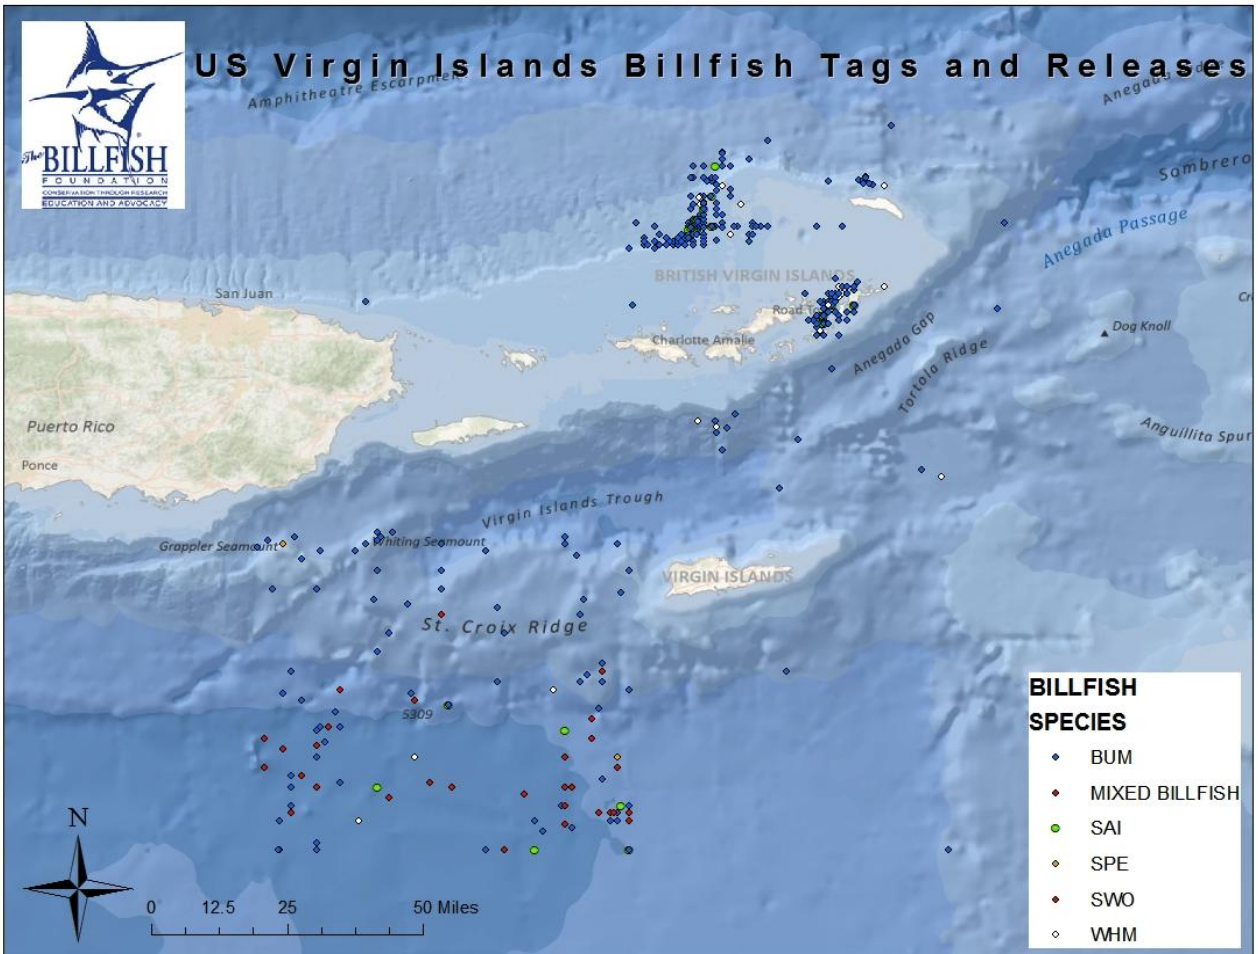 US Virgin Islands Billfish Tags and Releases
Amphitheatre Escarpment
The
BILLFISH
FOUNDATION
CONSERVATION THROUGH RESEARCH
EDUCATION AND ADVOCACY
Sombrero
Anegada Passage
BRITISH VIRGIN ISLANDS
San Juan
Road To
Charlotte Amalie
Dog Knoll
Anegada Gap
Tortola Ridge
Puerto Rico
Ponce
Anguillita Spur
Virgin Islands Trough
Grappler Seamount
Whiting Seamount
VIRGIN ISLANDS
St. Croix Ridge
S309
BILLFISH
SPECIES
BUM
MIXED BILLFISH
SAI
SPE
SWO
WHM
N
0 12.5 25 50 Miles